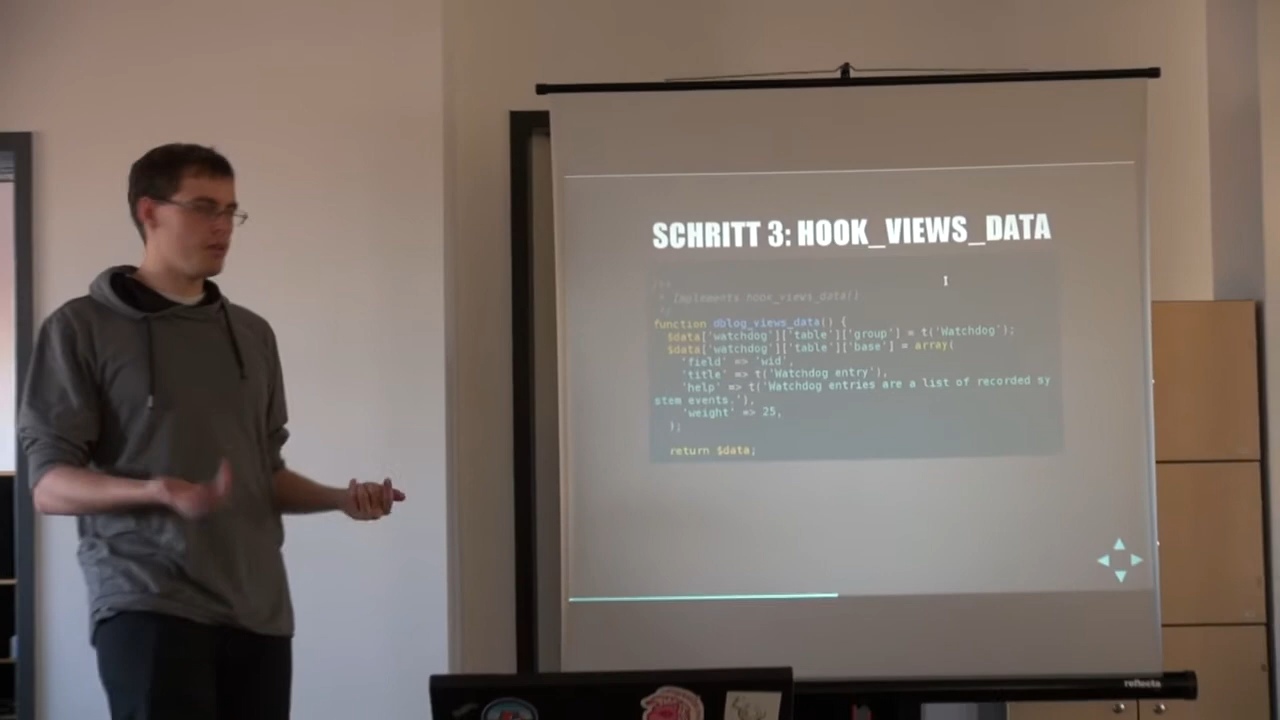 SCHRITT 3: HOOK_VIEWS_DATA
/**
* Implements hook_views_data()
*/
function dblog_views_data() {
$data['watchdog']['table']['group'] = t('Watchdog');
$data['watchdog']['table']['base'] = array(
'field' => 'wid',
'title' => t('Watchdog entry'),
'help' => t('Watchdog entries are a list of recorded sy
stem events.'),
'weight' => 25,
);
return $data;
reflecta